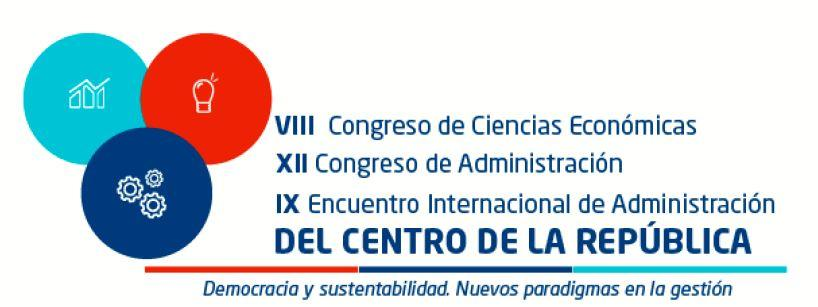 VIII Congreso de Ciencias Económicas
XII Congreso de Administración
IX Encuentro Internacional de Administración
DEL CENTRO DE LA REPÚBLICA
Democracia y sustentabilidad. Nuevos paradigmas en la gestión